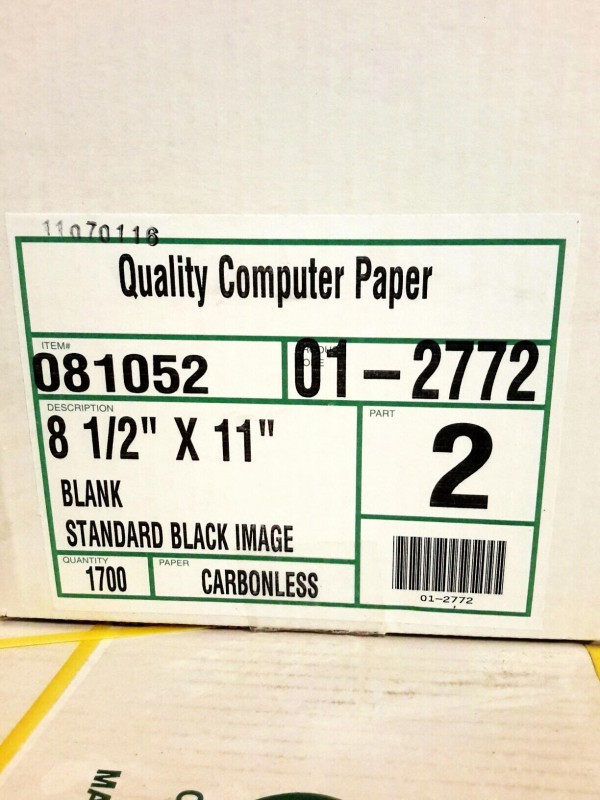 11070116
Quality Computer Paper
ITEM#
081052
01-2772
DESCRIPTION
8 1/2" X 11"
BLANK
STANDARD BLACK IMAGE
PART
2
QUANTITY
1700
PAPER
CARBONLESS
01-2772
MA